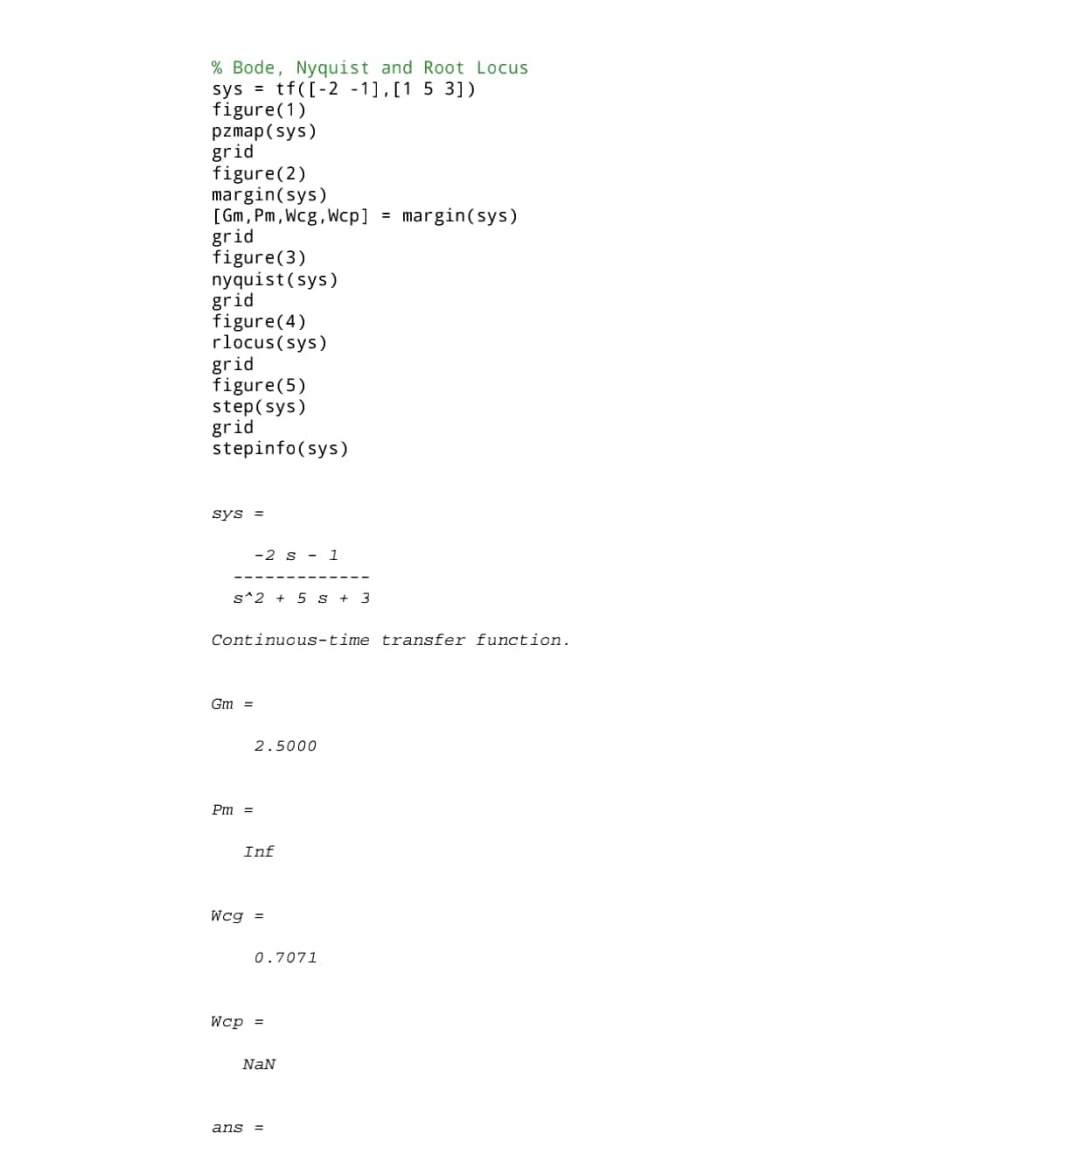 % Bode, Nyquist and Root Locus
sys = tf([-2 -1],[1 5 3])
figure(1)
pzmap(sys)
grid
figure(2)
margin(sys)
[Gm,Pm,Wcg,Wcp] = margin(sys)
grid
figure(3)
nyquist(sys)
grid
figure(4)
rlocus(sys)
grid
figure(5)
step(sys)
grid
stepinfo(sys)
sys =
-2 s - 1
-------------
s^2 + 5 s + 3
Continuous-time transfer function.
Gm =
2.5000
Pm =
Inf
Wcg =
0.7071
Wcp =
NaN
ans =